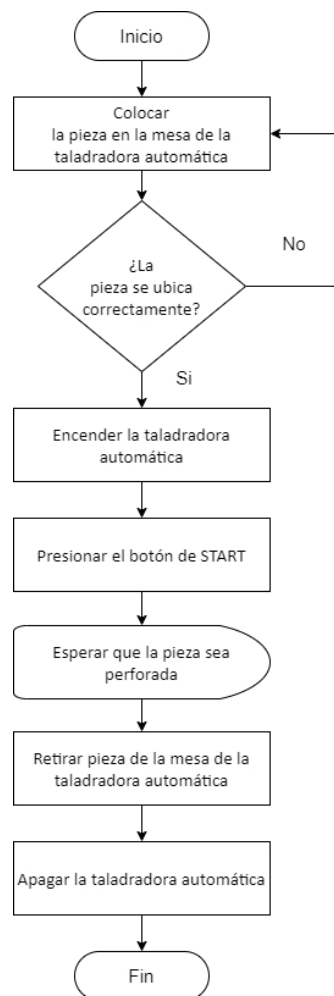 Inicio
Colocar
la pieza en la mesa de la
taladradora automática
No
¿La
pieza se ubica
correctamente?
Si
Encender la taladradora
automática
Presionar el botón de START
Esperar que la pieza sea
perforada
Retirar pieza de la mesa de la
taladradora automática
Apagar la taladradora automática
Fin